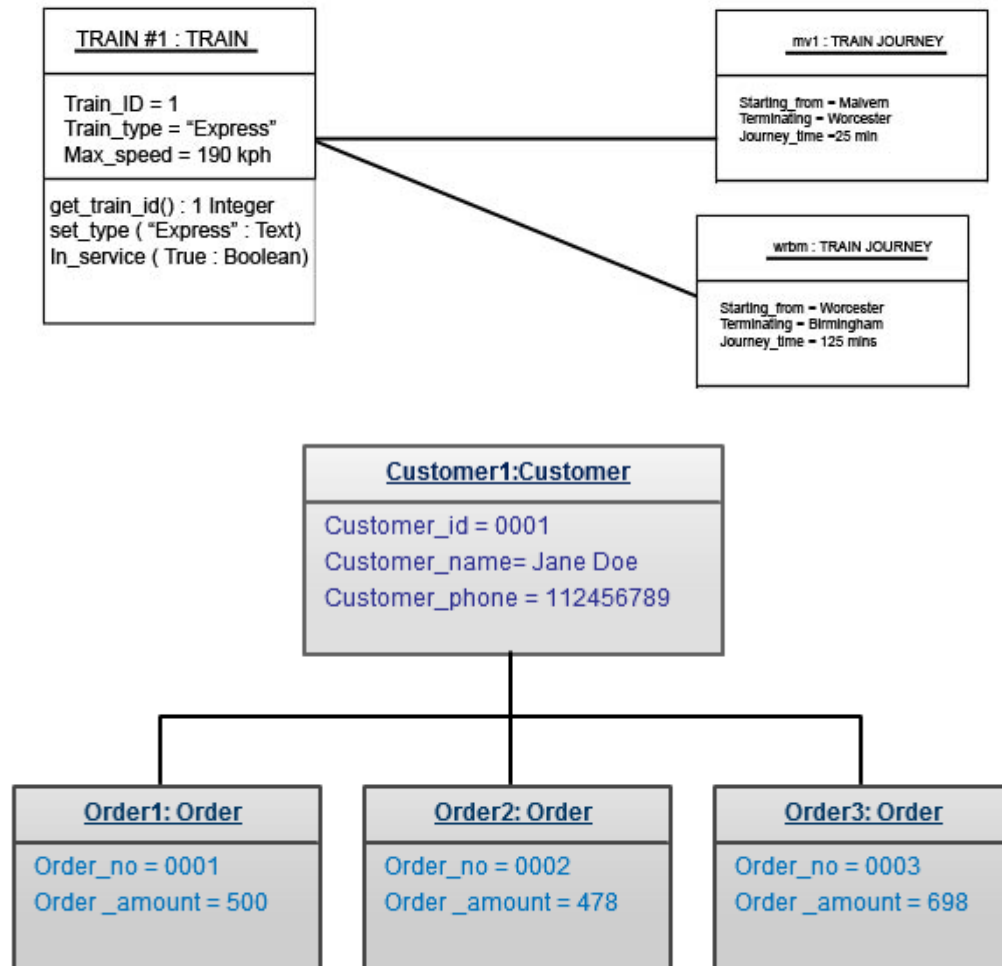 TRAIN #1 : TRAIN
Train_ID = 1
Train_type = “Express”
Max_speed = 190 kph
get_train_id() : 1 Integer
set_type ( “Express” : Text)
In_service ( True : Boolean)
mv1 : TRAIN JOURNEY
Starting_from = Malvern
Terminating = Worcester
Journey_time =25 min
wrbm : TRAIN JOURNEY
Starting_from = Worcester
Terminating = Birmingham
Journey_time = 125 mins
Customer1:Customer
Customer_id = 0001
Customer_name= Jane Doe
Customer_phone = 112456789
Order1: Order
Order_no = 0001
Order _amount = 500
Order2: Order
Order_no = 0002
Order _amount = 478
Order3: Order
Order_no = 0003
Order _amount = 698